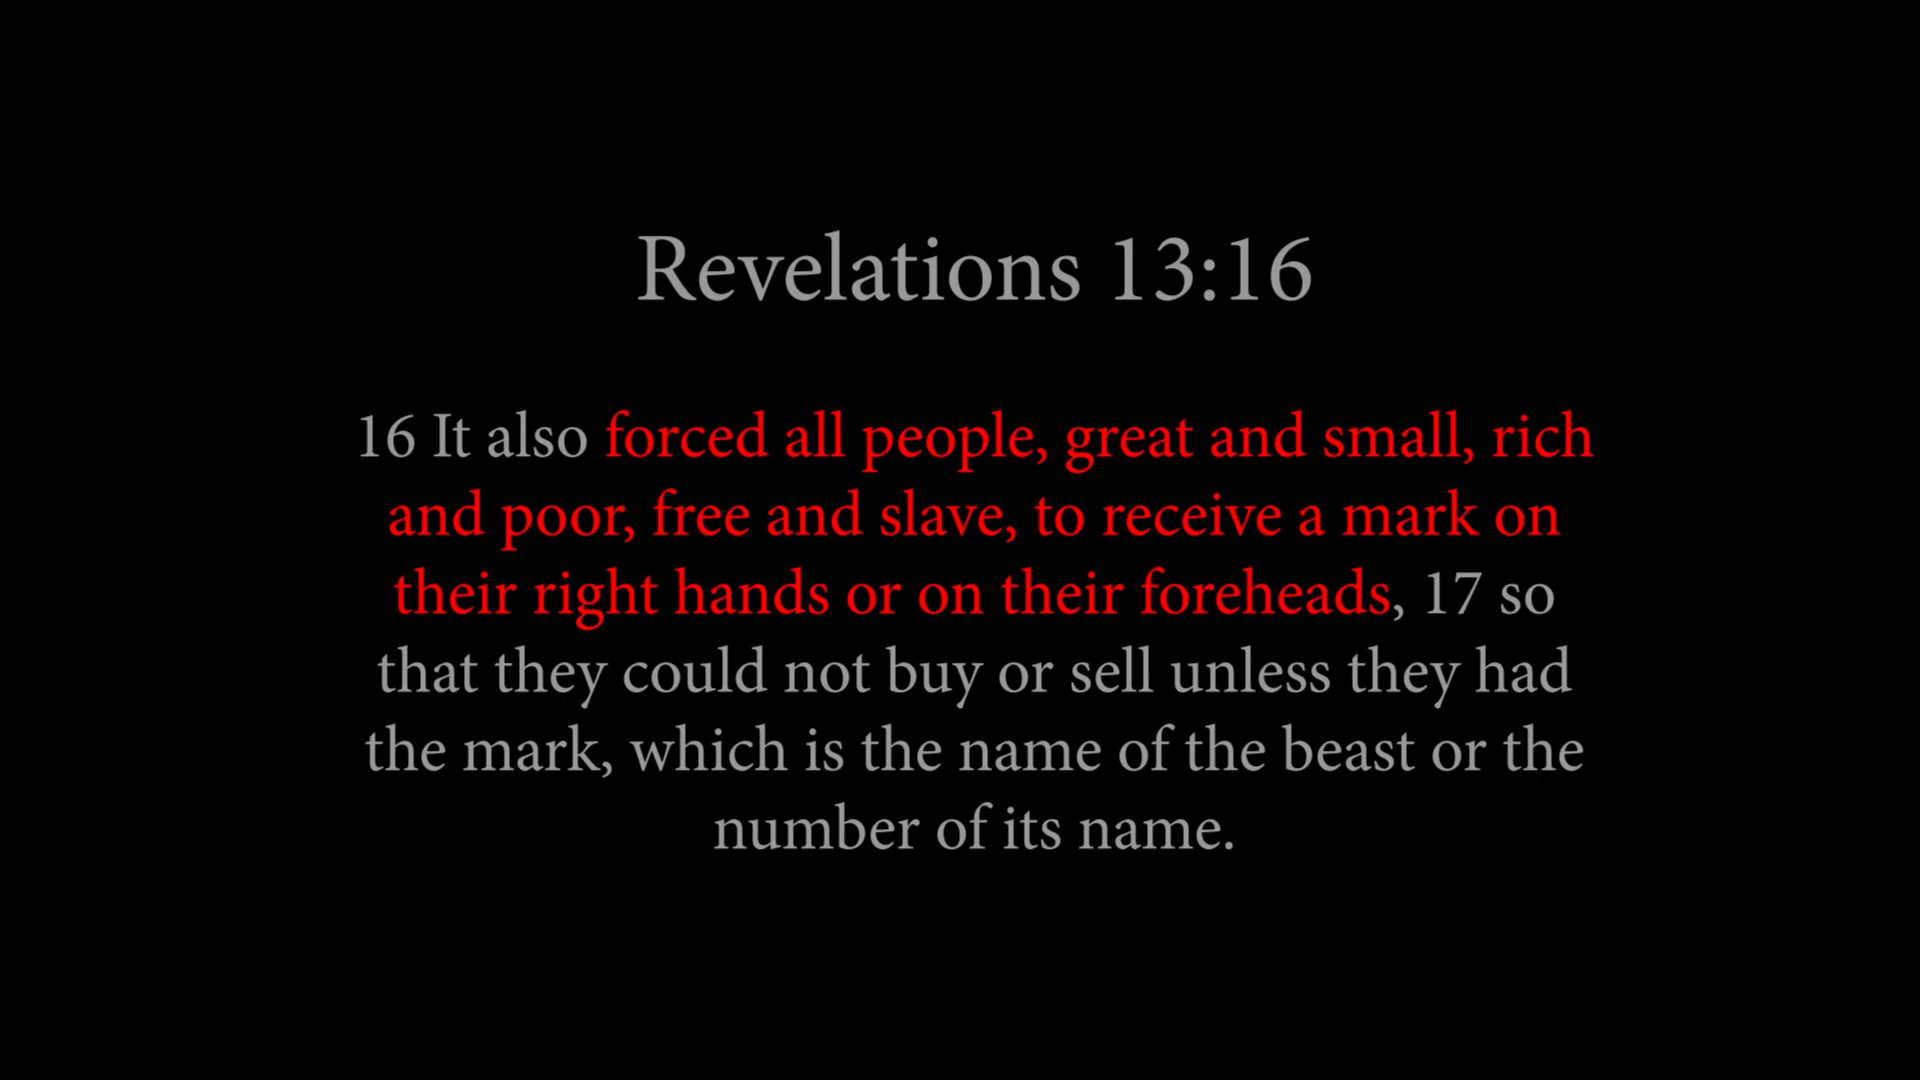 Revelations 13:16
16 It also forced all people, great and small, rich
and poor, free and slave, to receive a mark on
their right hands or on their foreheads, 17 so
that they could not buy or sell unless they had
the mark, which is the name of the beast or the
number of its name.